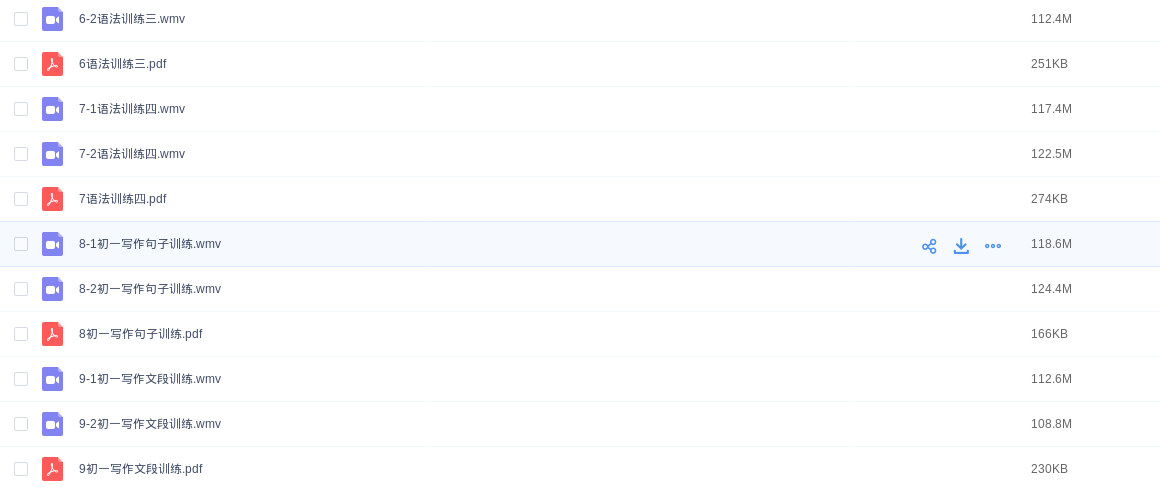 6-2语法训练三.wmv 112.4M
6语法训练三.pdf 251KB
7-1语法训练四.wmv 117.4M
7-2语法训练四.wmv 122.5M
7语法训练四.pdf 274KB
8-1初一写作句子训练.wmv 118.6M
8-2初一写作句子训练.wmv 124.4M
8初一写作句子训练.pdf 166KB
9-1初一写作文段训练.wmv 112.6M
9-2初一写作文段训练.wmv 108.8M
9初一写作文段训练.pdf 230KB